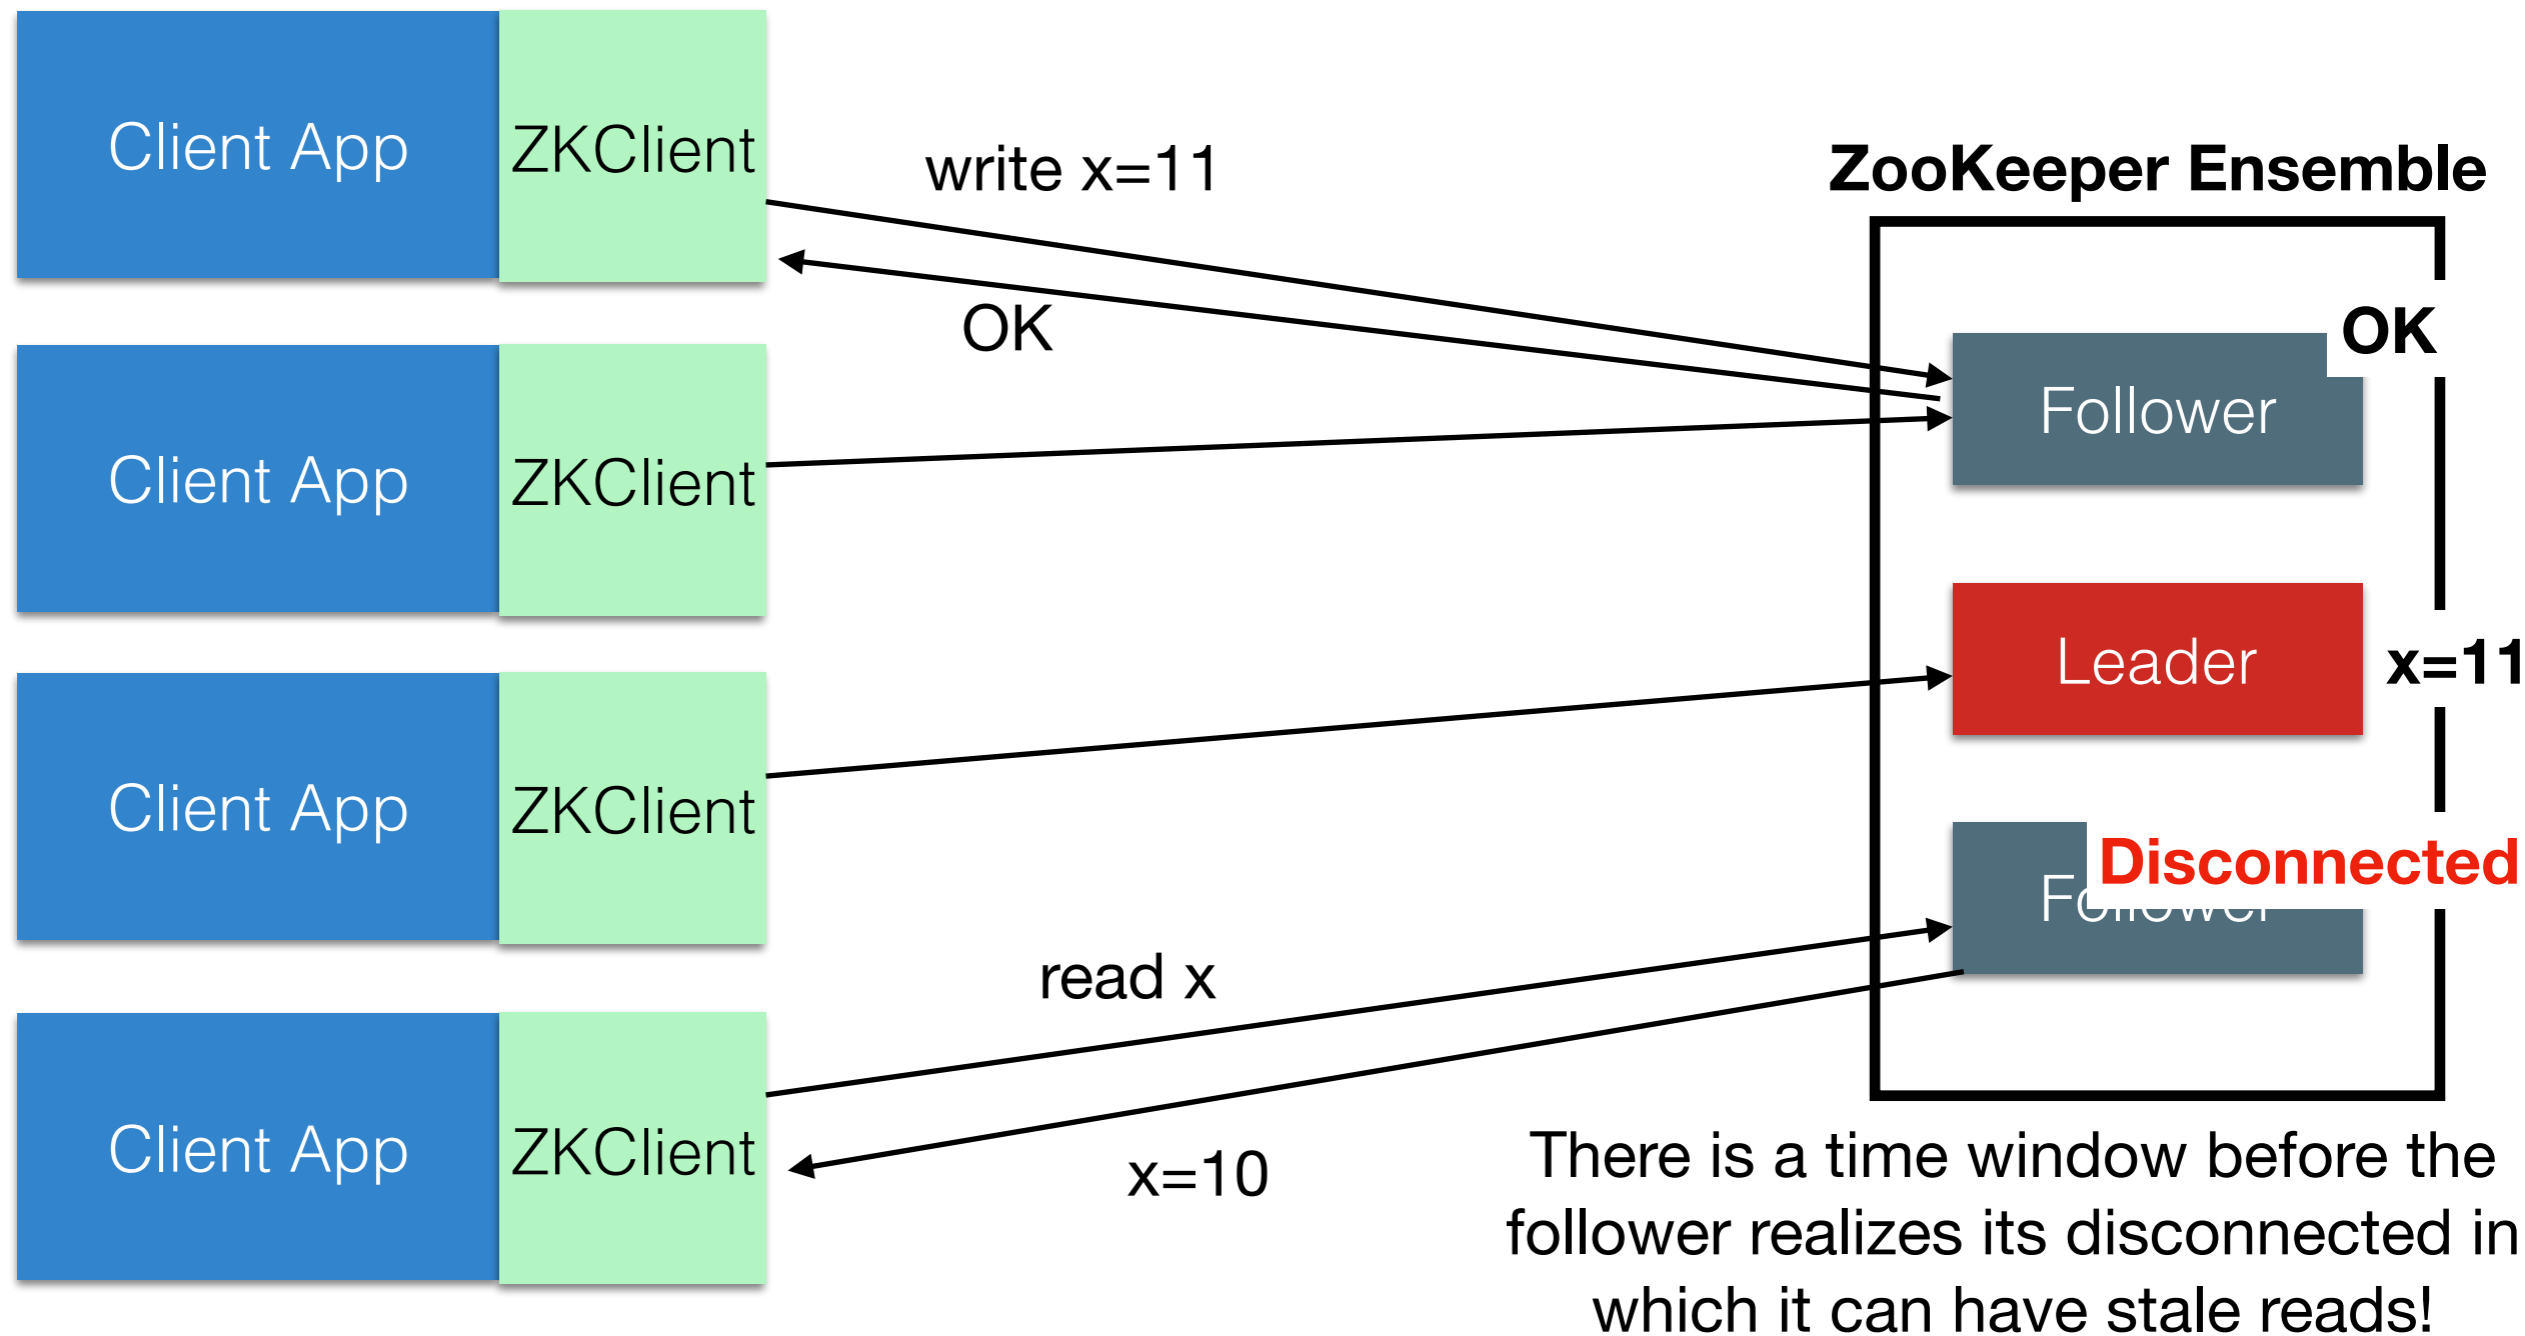 Client App
ZKClient
write x=11
OK
ZooKeeper Ensemble
OK
Follower
Client App
ZKClient
Leader
x=11
Client App
ZKClient
Disconnected
Follower
read x
Client App
ZKClient
x=10
There is a time window before the
follower realizes its disconnected in
which it can have stale reads!